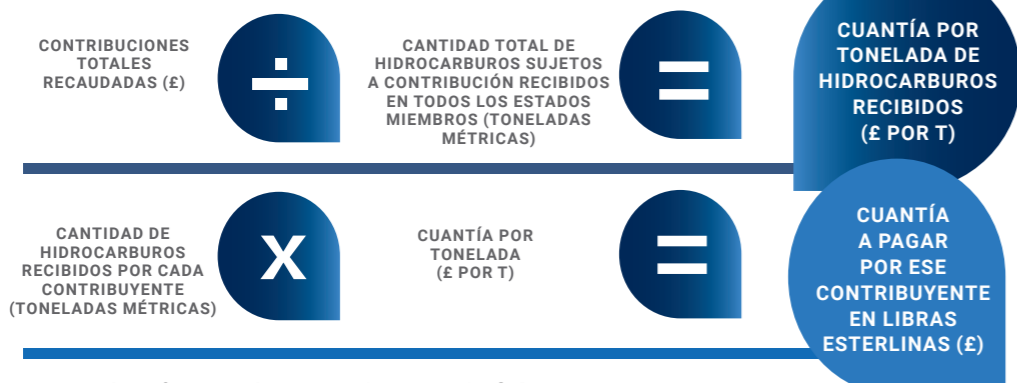 CONTRIBUCIONES
TOTALES
RECAUDADAS (£)
÷
CANTIDAD TOTAL DE
HIDROCARBUROS SUJETOS
A CONTRIBUCIÓN RECIBIDOS
EN TODOS LOS ESTADOS
MIEMBROS (TONELADAS
MÉTRICAS)
=
CUANTÍA POR
TONELADA DE
HIDROCARBUROS
RECIBIDOS
(£ POR T)
CANTIDAD DE
HIDROCARBUROS
RECIBIDOS POR CADA
CONTRIBUYENTE
(TONELADAS MÉTRICAS)
X
CUANTÍA POR
TONELADA
(£ POR T)
=
CUANTÍA
A PAGAR
POR ESE
CONTRIBUYENTE
EN LIBRAS
ESTERLINAS (£)